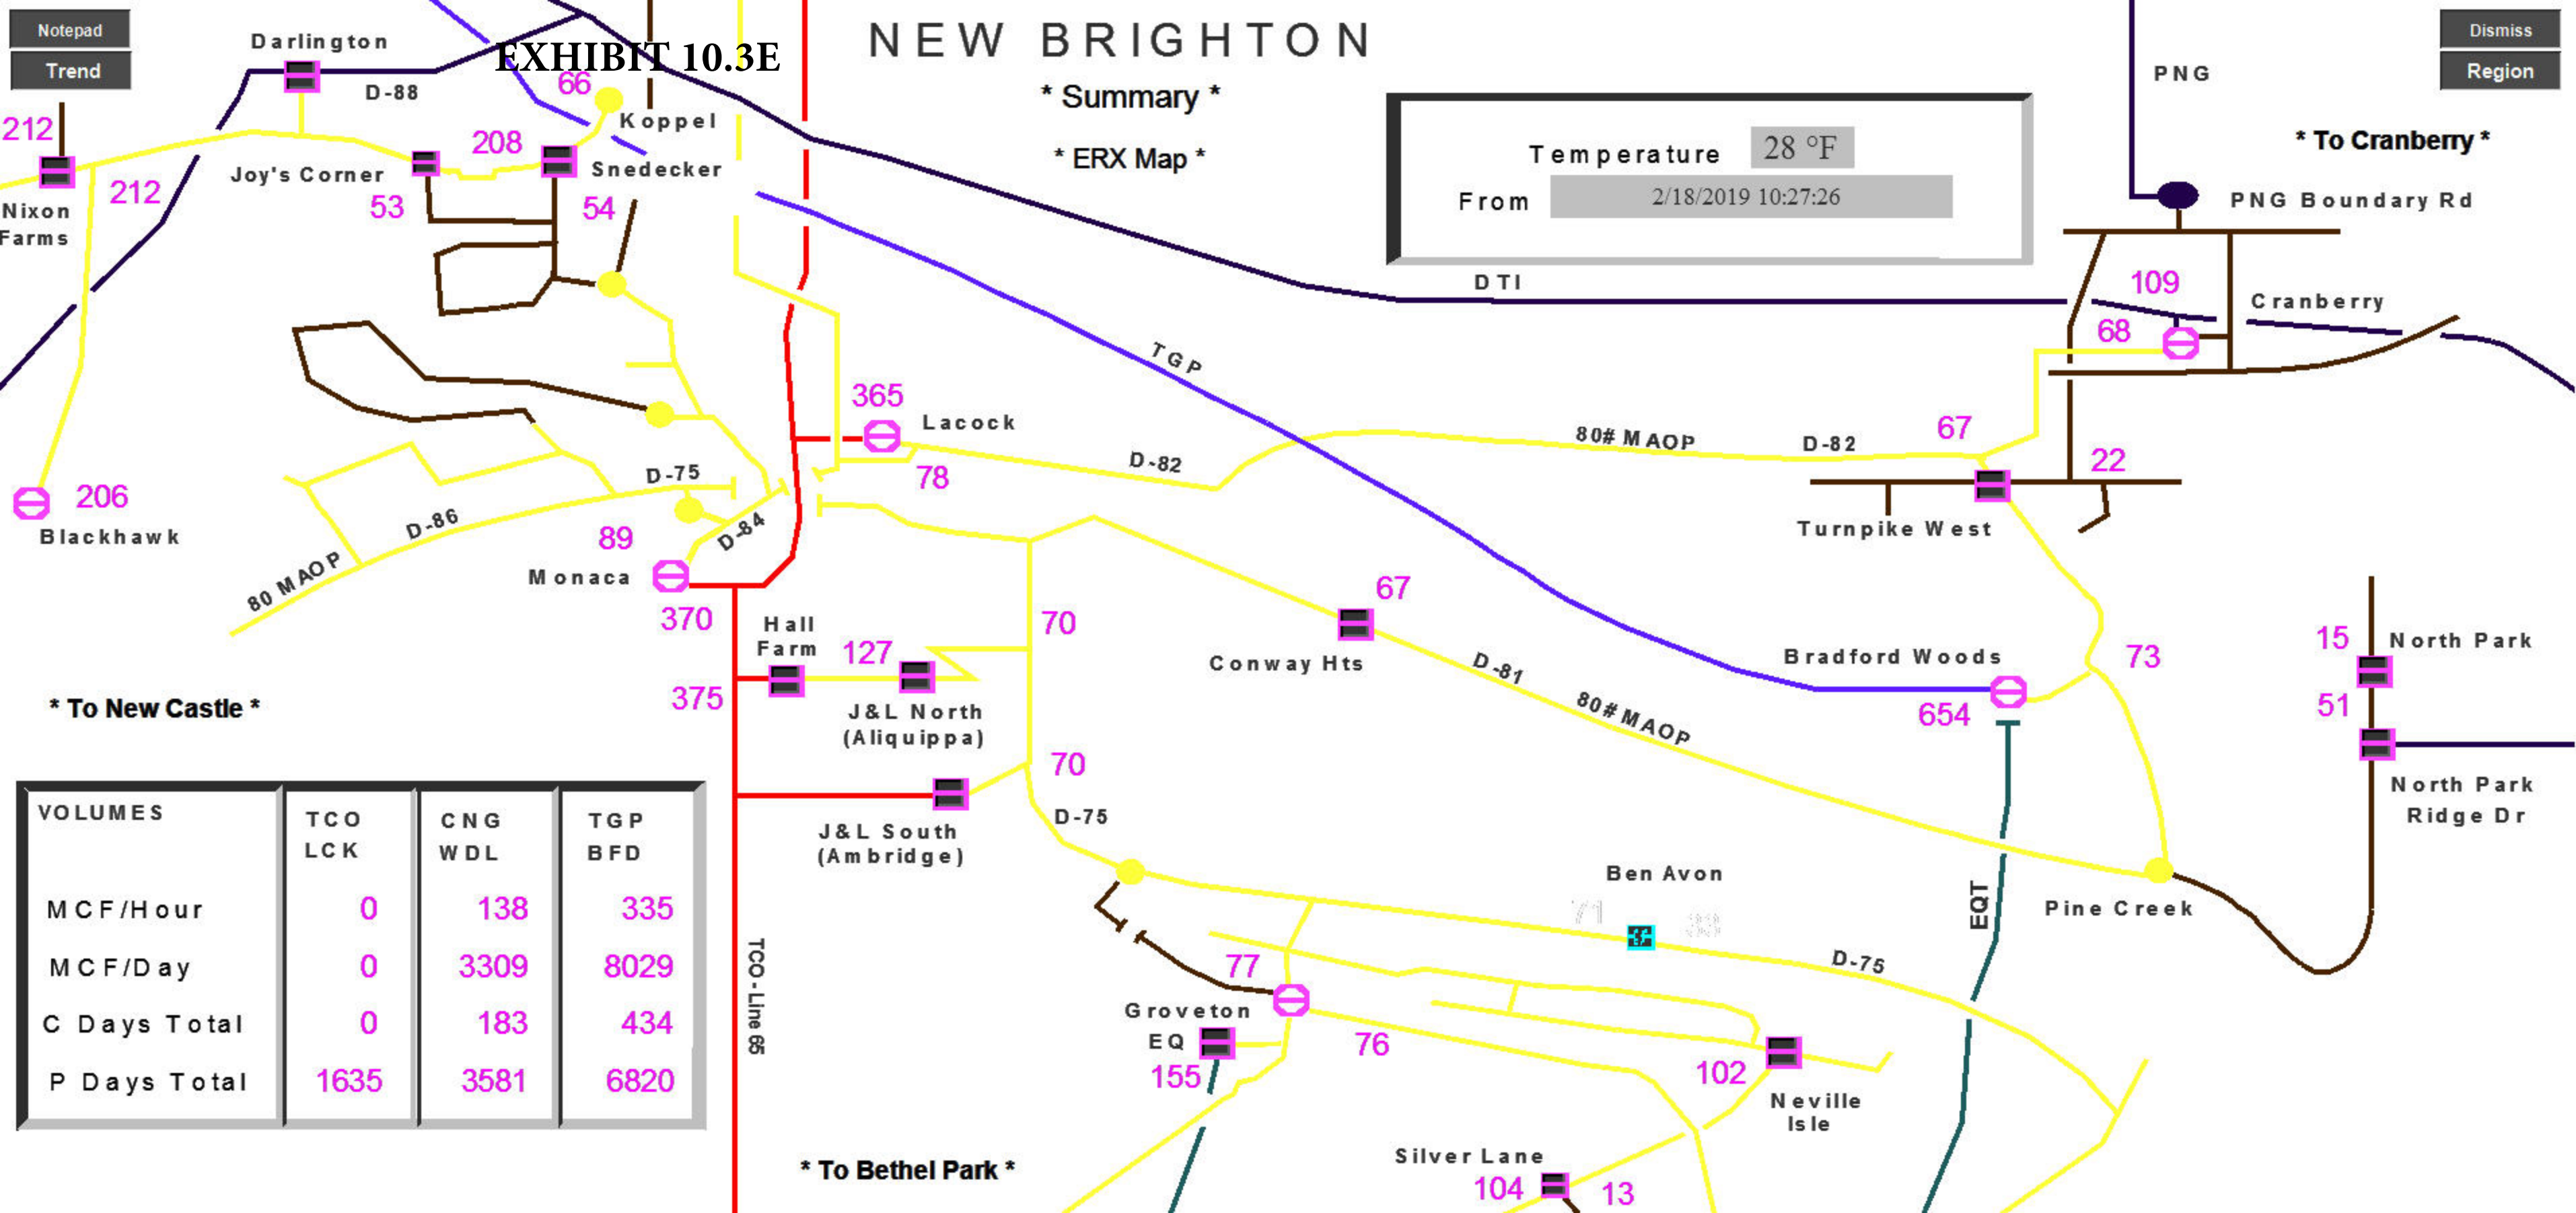 Notepad
Trend
Darlington
D-88
EXHIBIT 10.3E
NEW BRIGHTON
* Summary *
* ERX Map *
Temperature 28 °F
From 2/18/2019 10:27:26
Dismiss
Region
PNG
* To Cranberry *
PNG Boundary Rd
66
Koppel
212
208
Snedecker
Joy's Corner
53
54
212
Nixon
Farms
DTI
109
Cranberry
68
TGP
365
Lacock
78
D-82
80# MAOP
D-82
67
22
Turnpike West
D-75
D-86
D-84
206
Blackhawk
89
80 MAOP
Monaca
370
Hall
Farm
127
375
J&L North
(Aliquippa)
70
67
Conway Hts
D-81
80# MAOP
Bradford Woods
654
73
15
North Park
51
North Park
Ridge Dr
* To New Castle *
70
J&L South
(Ambridge)
D-75
VOLUMES
TCO
LCK
CNG
WDL
TGP
BFD
MCF/Hour 0 138 335
MCF/Day 0 3309 8029
C Days Total 0 183 434
P Days Total 1635 3581 6820
TCO - Line 65
Ben Avon
71
33
EQT
Pine Creek
D-75
77
Groveton
EQ
155
76
102
Neville
Isle
* To Bethel Park *
Silver Lane
104
13